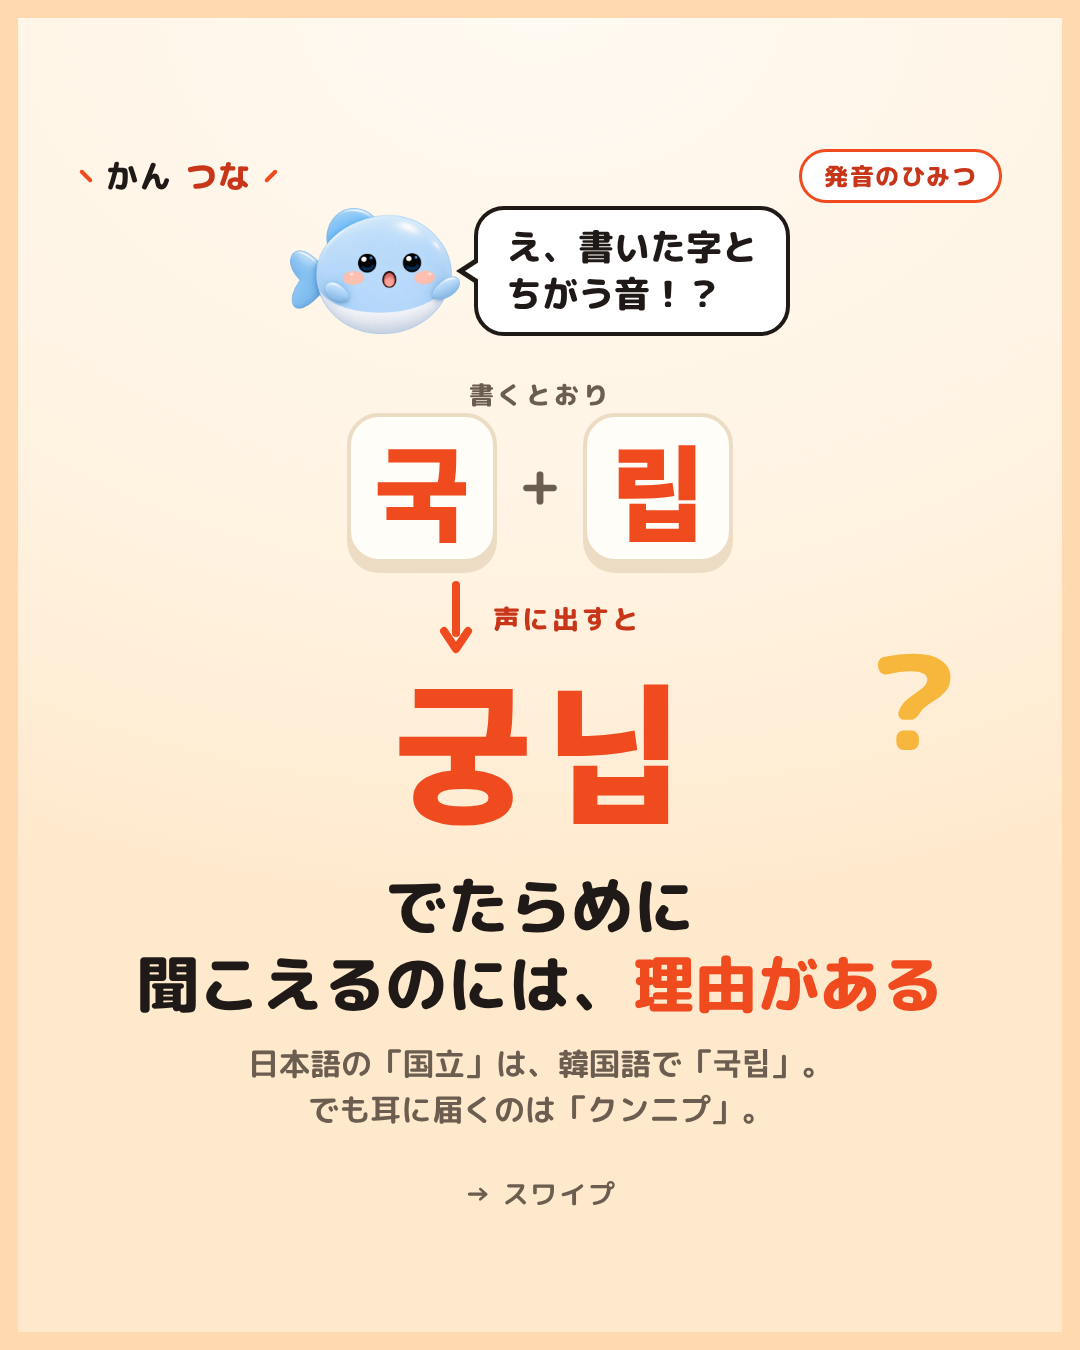 かん つな
発音のひみつ
え、書いた字と
ちがう音！？
書くとおり
국 + 립
声に出すと
궁닙
?
でたらめに
聞こえるのには、理由がある
日本語の「国立」は、韓国語で「국립」。
でも耳に届くのは「クンニプ」。
→ スワイプ